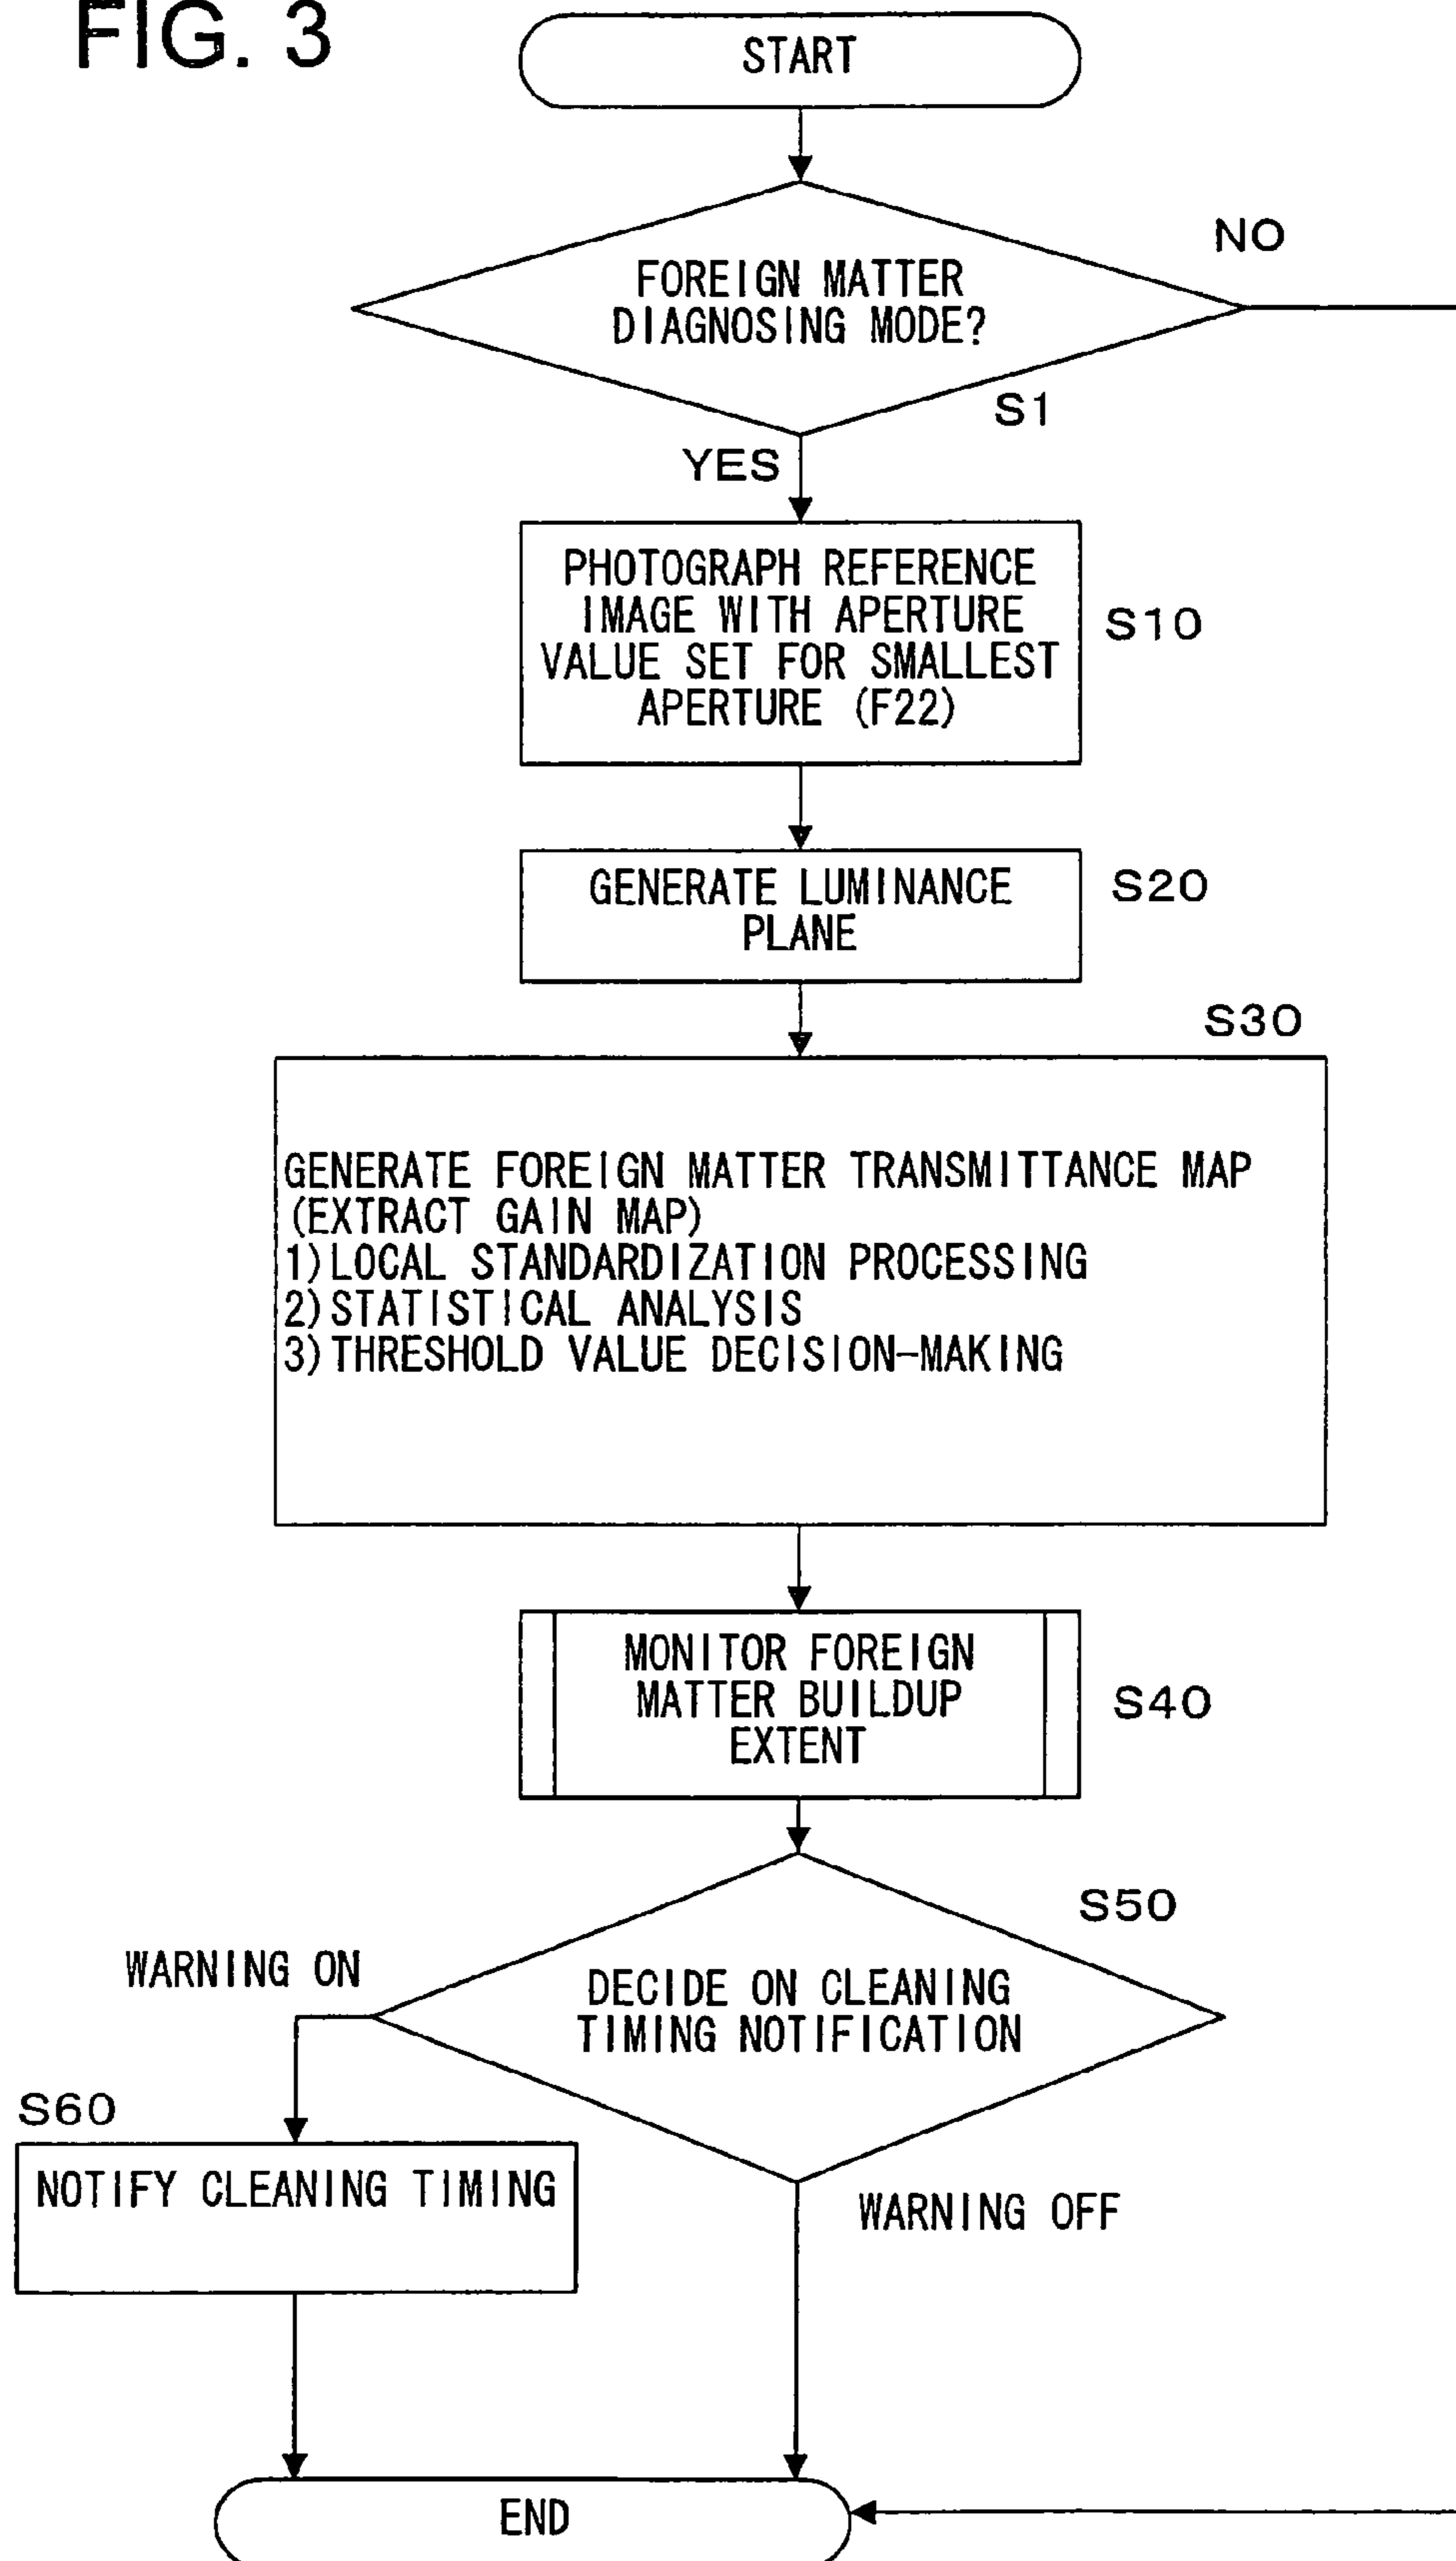 FIG. 3
START
NO
FOREIGN MATTER
DIAGNOSING MODE?
S1
YES
PHOTOGRAPH REFERENCE
IMAGE WITH APERTURE
VALUE SET FOR SMALLEST
APERTURE (F22)
S10
GENERATE LUMINANCE
PLANE
S20
S30
GENERATE FOREIGN MATTER TRANSMITTANCE MAP
(EXTRACT GAIN MAP)
1)LOCAL STANDARDIZATION PROCESSING
2)STATISTICAL ANALYSIS
3)THRESHOLD VALUE DECISION-MAKING
MONITOR FOREIGN
MATTER BUILDUP
EXTENT
S40
S50
WARNING ON
DECIDE ON CLEANING
TIMING NOTIFICATION
S60
NOTIFY CLEANING TIMING
WARNING OFF
END